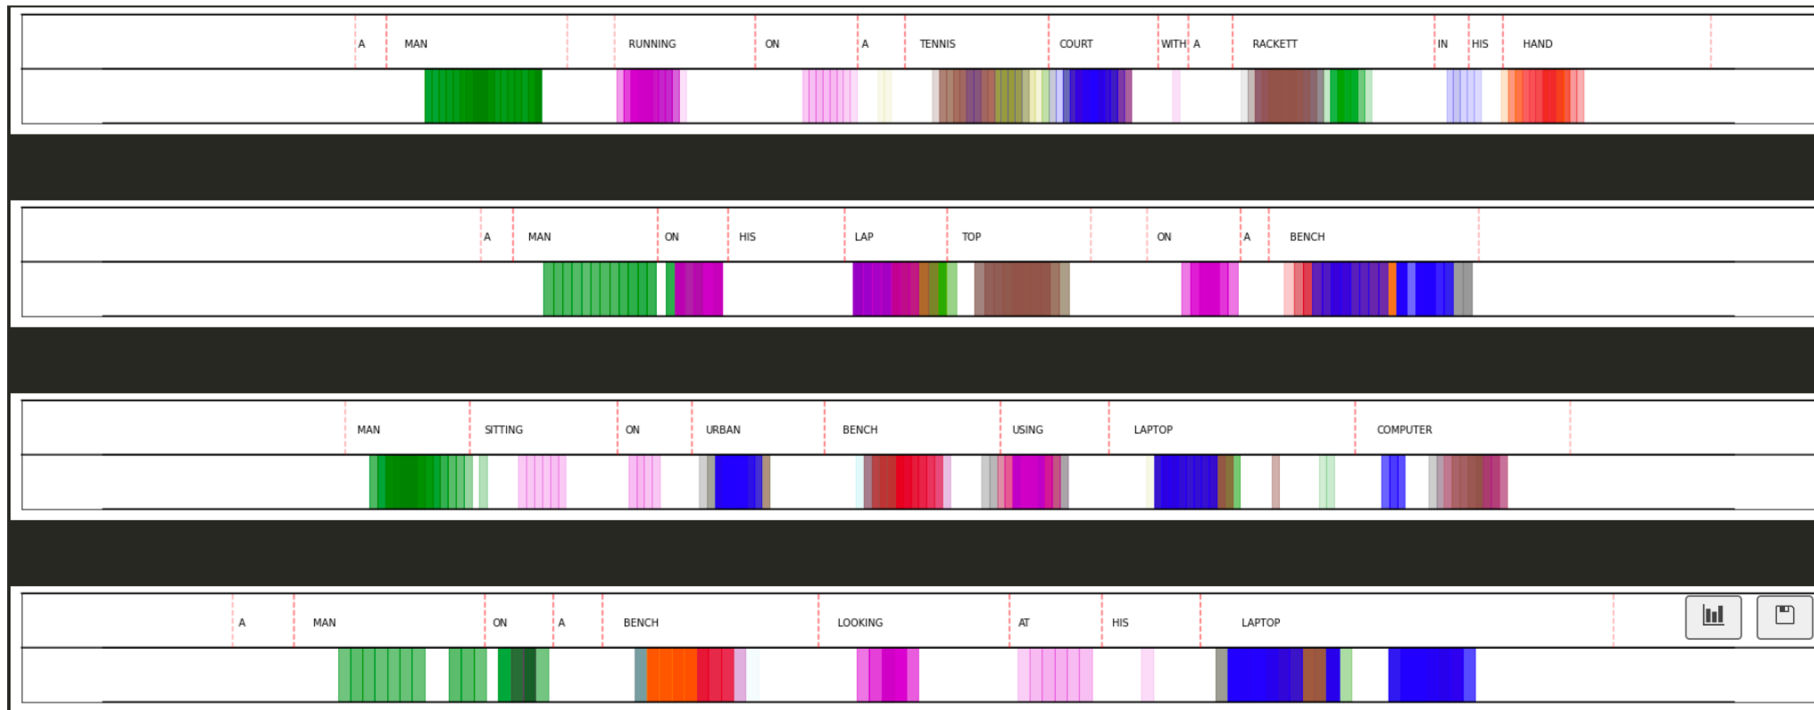 A MAN RUNNING ON A TENNIS COURT WITH A RACKETT IN HIS HAND
A MAN ON HIS LAP TOP ON A BENCH
MAN SITTING ON URBAN BENCH USING LAPTOP COMPUTER
A MAN ON A BENCH LOOKING AT HIS LAPTOP